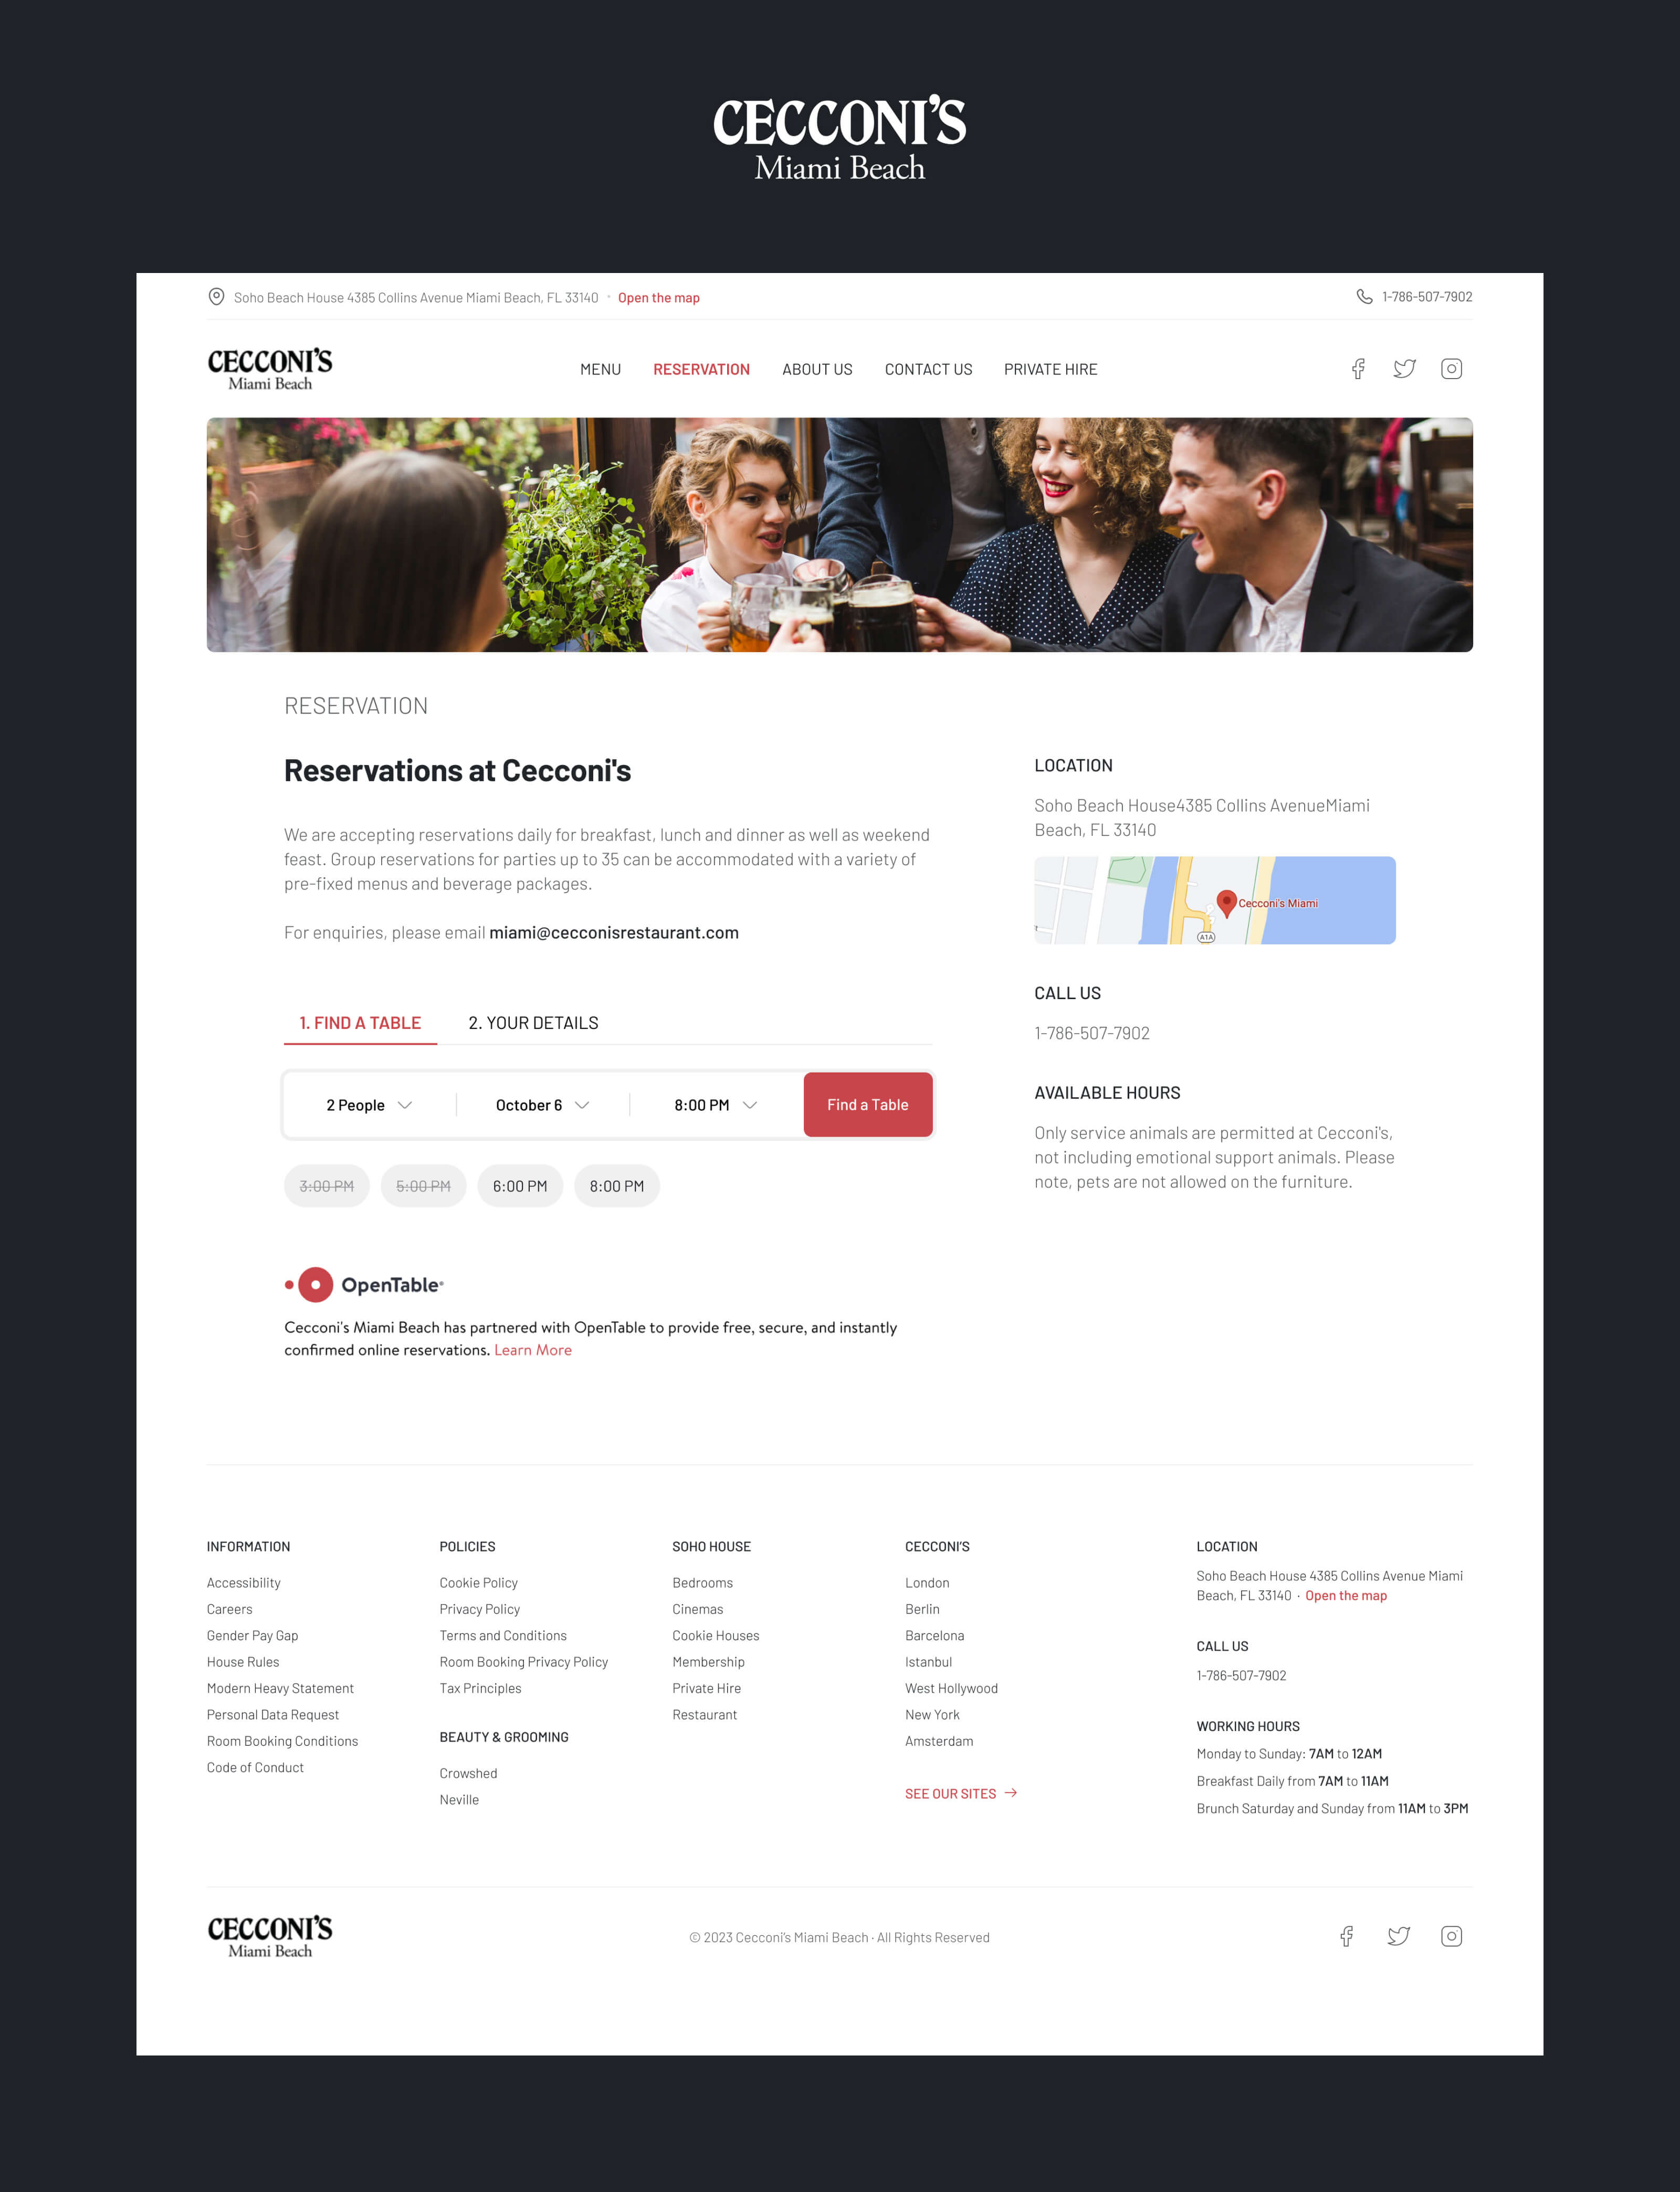 CECCONI'S
Miami Beach
Soho Beach House 4385 Collins Avenue Miami Beach, FL 33140 • Open the map
1-786-507-7902
CECCONI'S
Miami Beach
MENU RESERVATION ABOUT US CONTACT US PRIVATE HIRE
RESERVATION
Reservations at Cecconi's
We are accepting reservations daily for breakfast, lunch and dinner as well as weekend
feast. Group reservations for parties up to 35 can be accommodated with a variety of
pre-fixed menus and beverage packages.
For enquiries, please email miami@cecconisrestaurant.com
1. FIND A TABLE 2. YOUR DETAILS
2 People October 6 8:00 PM Find a Table
3:00 PM 5:00 PM 6:00 PM 8:00 PM
OpenTable®
Cecconi's Miami Beach has partnered with OpenTable to provide free, secure, and instantly
confirmed online reservations. Learn More
LOCATION
Soho Beach House4385 Collins AvenueMiami
Beach, FL 33140
Cecconi's Miami
A1A
CALL US
1-786-507-7902
AVAILABLE HOURS
Only service animals are permitted at Cecconi's,
not including emotional support animals. Please
note, pets are not allowed on the furniture.
INFORMATION
Accessibility
Careers
Gender Pay Gap
House Rules
Modern Heavy Statement
Personal Data Request
Room Booking Conditions
Code of Conduct
POLICIES
Cookie Policy
Privacy Policy
Terms and Conditions
Room Booking Privacy Policy
Tax Principles
BEAUTY & GROOMING
Crowshed
Neville
SOHO HOUSE
Bedrooms
Cinemas
Cookie Houses
Membership
Private Hire
Restaurant
CECCONI'S
London
Berlin
Barcelona
Istanbul
West Hollywood
New York
Amsterdam
SEE OUR SITES →
LOCATION
Soho Beach House 4385 Collins Avenue Miami
Beach, FL 33140 · Open the map
CALL US
1-786-507-7902
WORKING HOURS
Monday to Sunday: 7AM to 12AM
Breakfast Daily from 7AM to 11AM
Brunch Saturday and Sunday from 11AM to 3PM
CECCONI'S
Miami Beach
© 2023 Cecconi's Miami Beach · All Rights Reserved